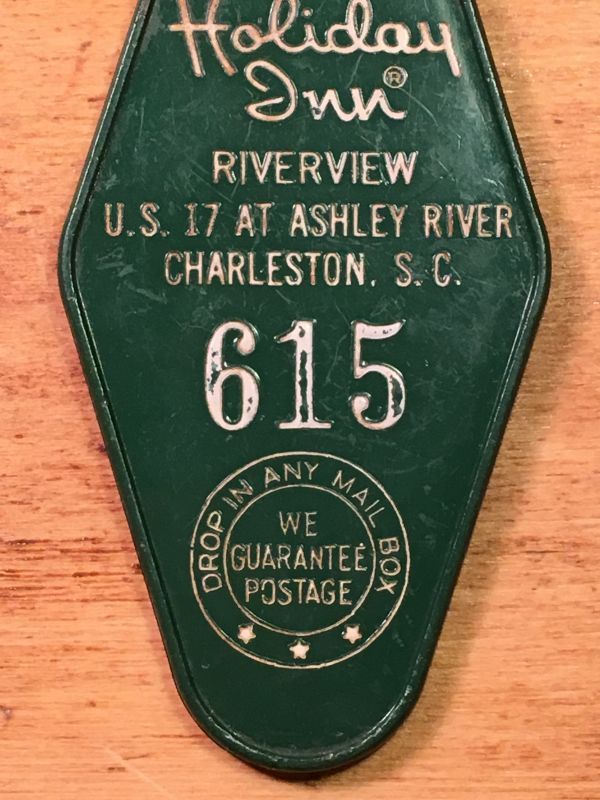 Holiday
Inn®
RIVERVIEW
U.S. 17 AT ASHLEY RIVER
CHARLESTON, S.C.
615
DROP IN ANY MAIL BOX
WE
GUARANTEE
POSTAGE